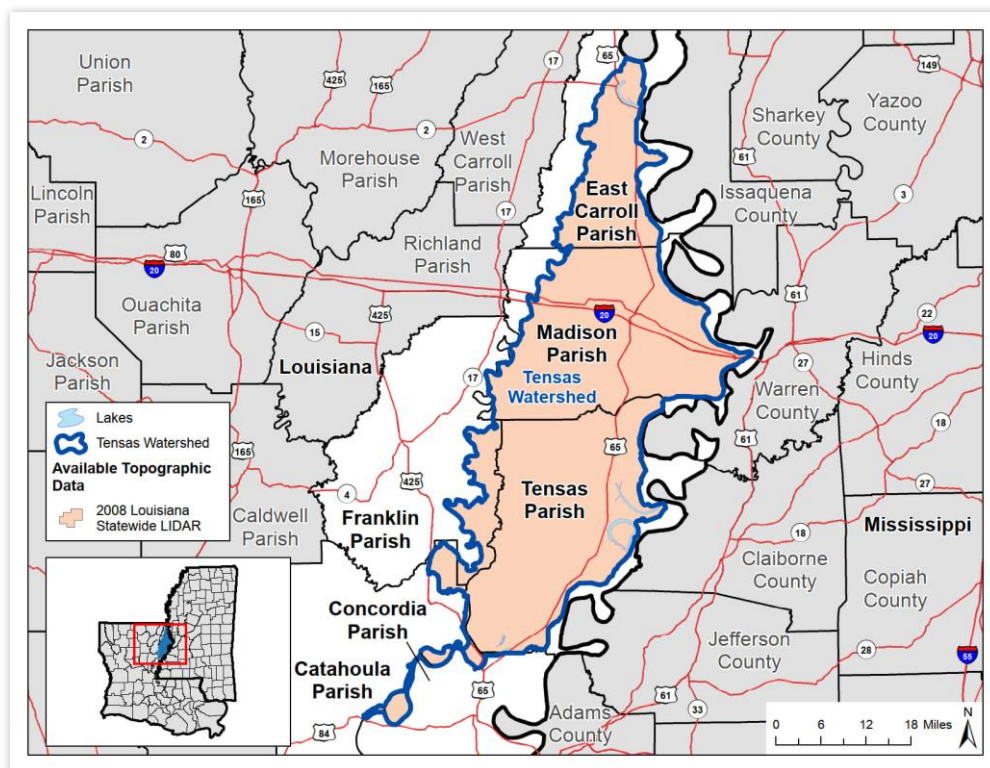 Union
Parish
425
165
17
65
149
Sharkey
County
Yazoo
County
2
Morehouse
Parish
2
West
Carroll
Parish
61
Lincoln
Parish
165
17
East
Carroll
Parish
Issaquena
County
3
Richland
Parish
80
20
Ouachita
Parish
425
15
61
20
22
20
Madison
Parish
Tensas
Watershed
Jackson
Parish
Louisiana
17
27
Hinds
County
Warren
County
Lakes
Tensas Watershed
Available Topographic
Data
2008 Louisiana
Statewide LIDAR
165
61
18
65
425
4
27
Tensas
Parish
Franklin
Parish
Caldwell
Parish
Mississippi
18
Claiborne
County
Copiah
County
Concordia
Parish
Jefferson
County
28
55
Catahoula
Parish
65
61
33
Adams
County
84
0 6 12 18 Miles
N